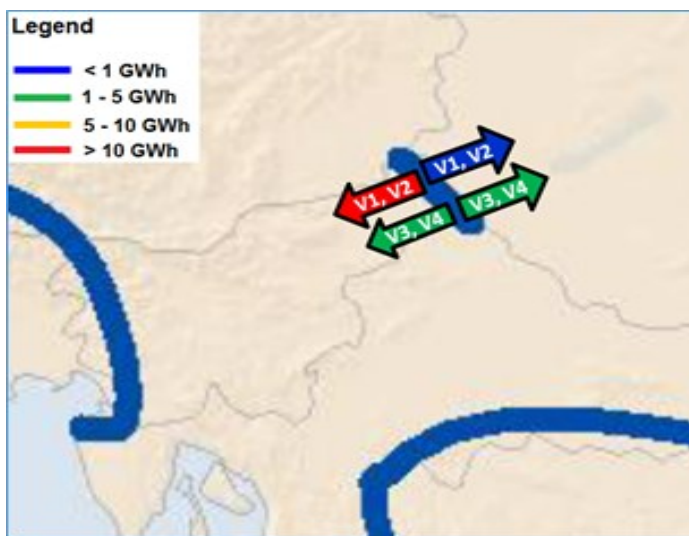 Legend
< 1 GWh
1 - 5 GWh
5 - 10 GWh
> 10 GWh
V1, V2
V1, V2
V3, V4
V3, V4